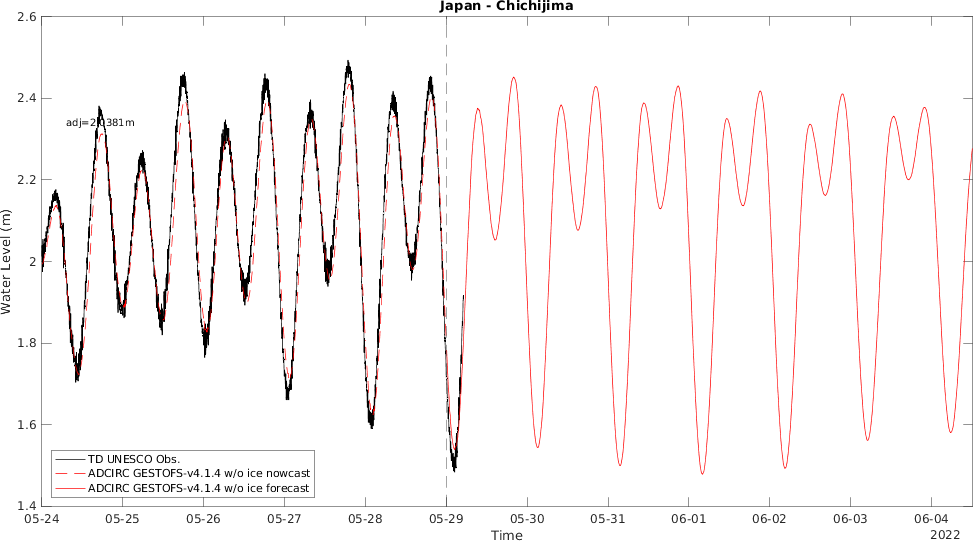 Japan - Chichijima
2.6
2.4
2.2
2
1.8
1.6
1.4
Water Level (m)
adj=2.0381m
TD UNESCO Obs.
ADCIRC GESTOFS-v4.1.4 w/o ice nowcast
ADCIRC GESTOFS-v4.1.4 w/o ice forecast
05-24 05-25 05-26 05-27 05-28 05-29 05-30 05-31 06-01 06-02 06-03 06-04
Time
2022